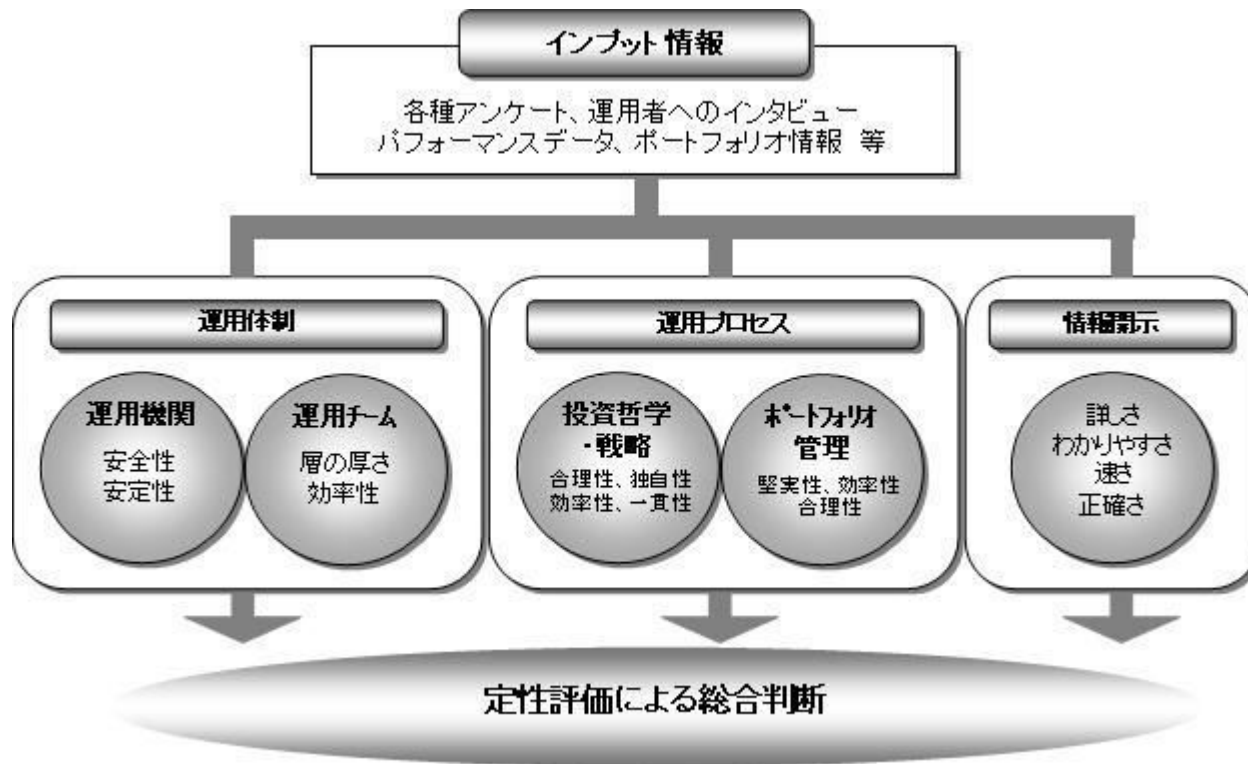 インプット情報
各種アンケート、運用者へのインタビュー
パフォーマンスデータ、ポートフォリオ情報 等
運用体制
運用機関
安全性
安定性
運用チーム
層の厚さ
効率性
運用プロセス
投資哲学
・戦略
合理性、独自性
効率性、一貫性
ポートフォリオ
管理
堅実性、効率性
合理性
情報開示
詳しさ
わかりやすさ
速さ
正確さ
定性評価による総合判断